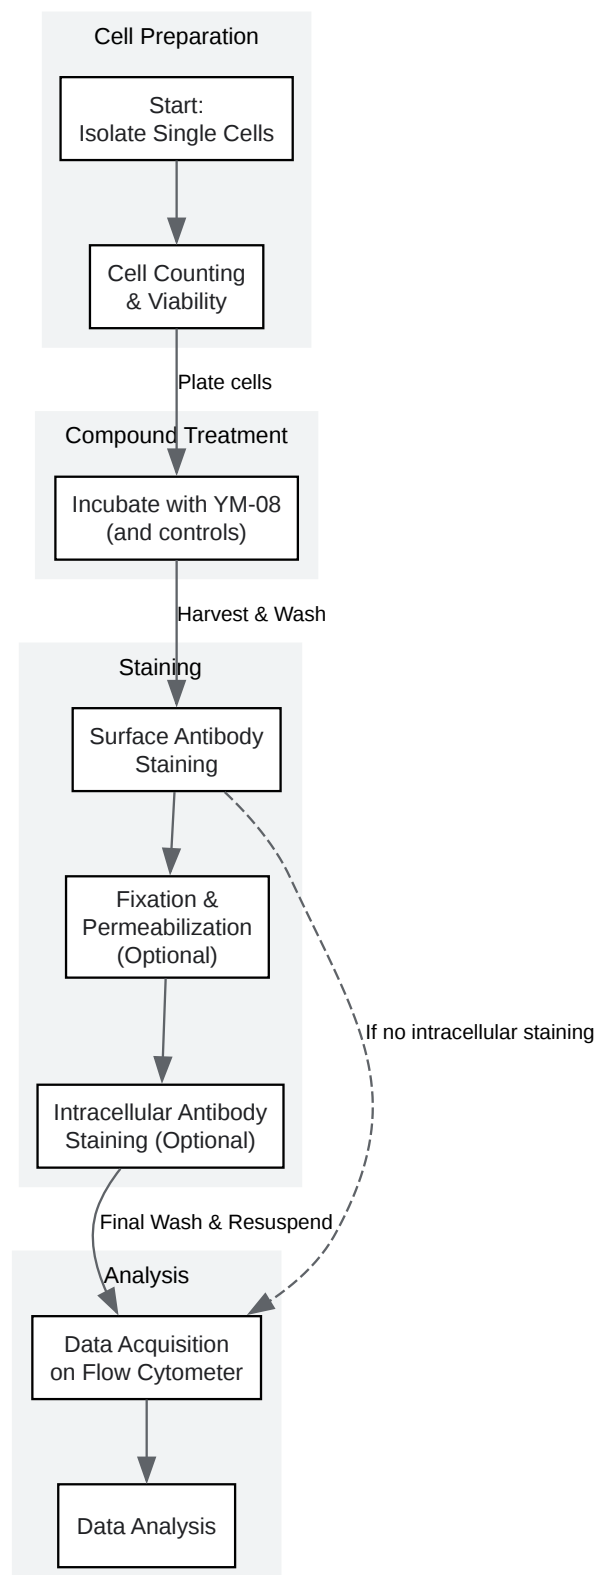 Cell Preparation
Start:
Isolate Single Cells
Cell Counting
& Viability
Plate cells
Compound Treatment
Incubate with YM-08
(and controls)
Harvest & Wash
Staining
Surface Antibody
Staining
Fixation &
Permeabilization
(Optional)
If no intracellular staining
Intracellular Antibody
Staining (Optional)
Final Wash & Resuspend
Analysis
Data Acquisition
on Flow Cytometer
Data Analysis